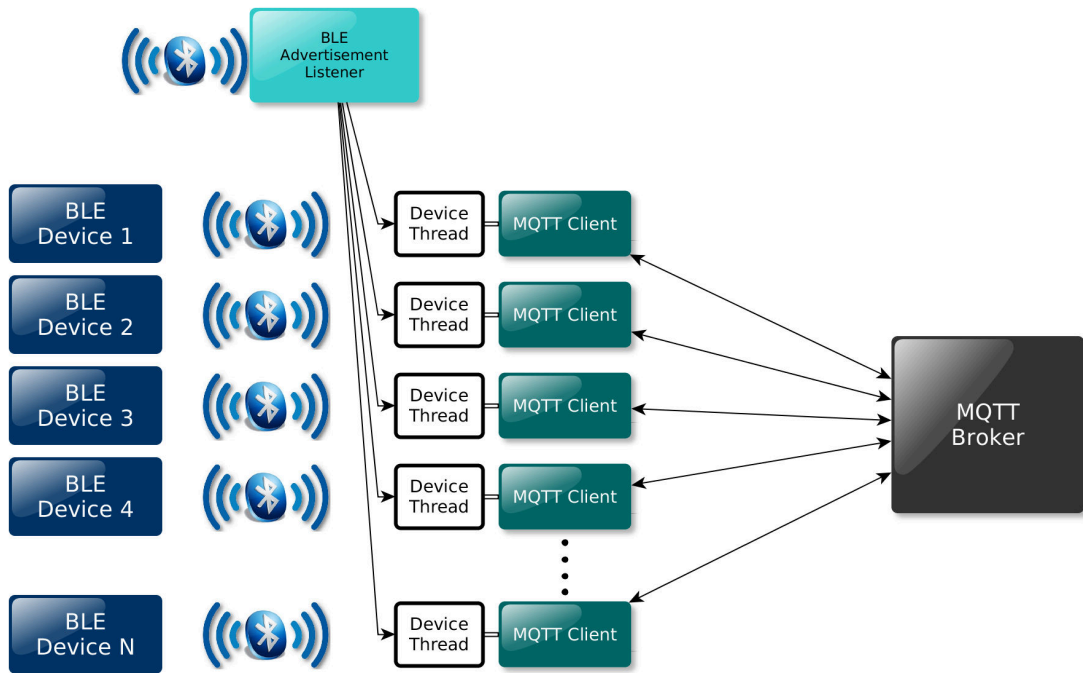 BLE
Advertisement
Listener
BLE
Device 1
Device
Thread
MQTT Client
BLE
Device 2
Device
Thread
MQTT Client
BLE
Device 3
Device
Thread
MQTT Client
MQTT
Broker
BLE
Device 4
Device
Thread
MQTT Client
BLE
Device N
Device
Thread
MQTT Client